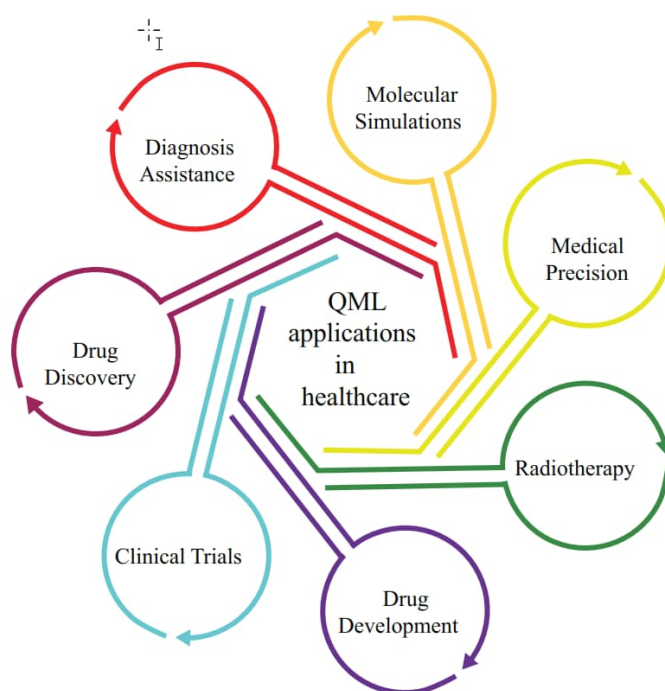 Molecular
Simulations
Diagnosis
Assistance
Medical
Precision
QML
applications
in
healthcare
Drug
Discovery
Radiotherapy
Clinical Trials
Drug
Development